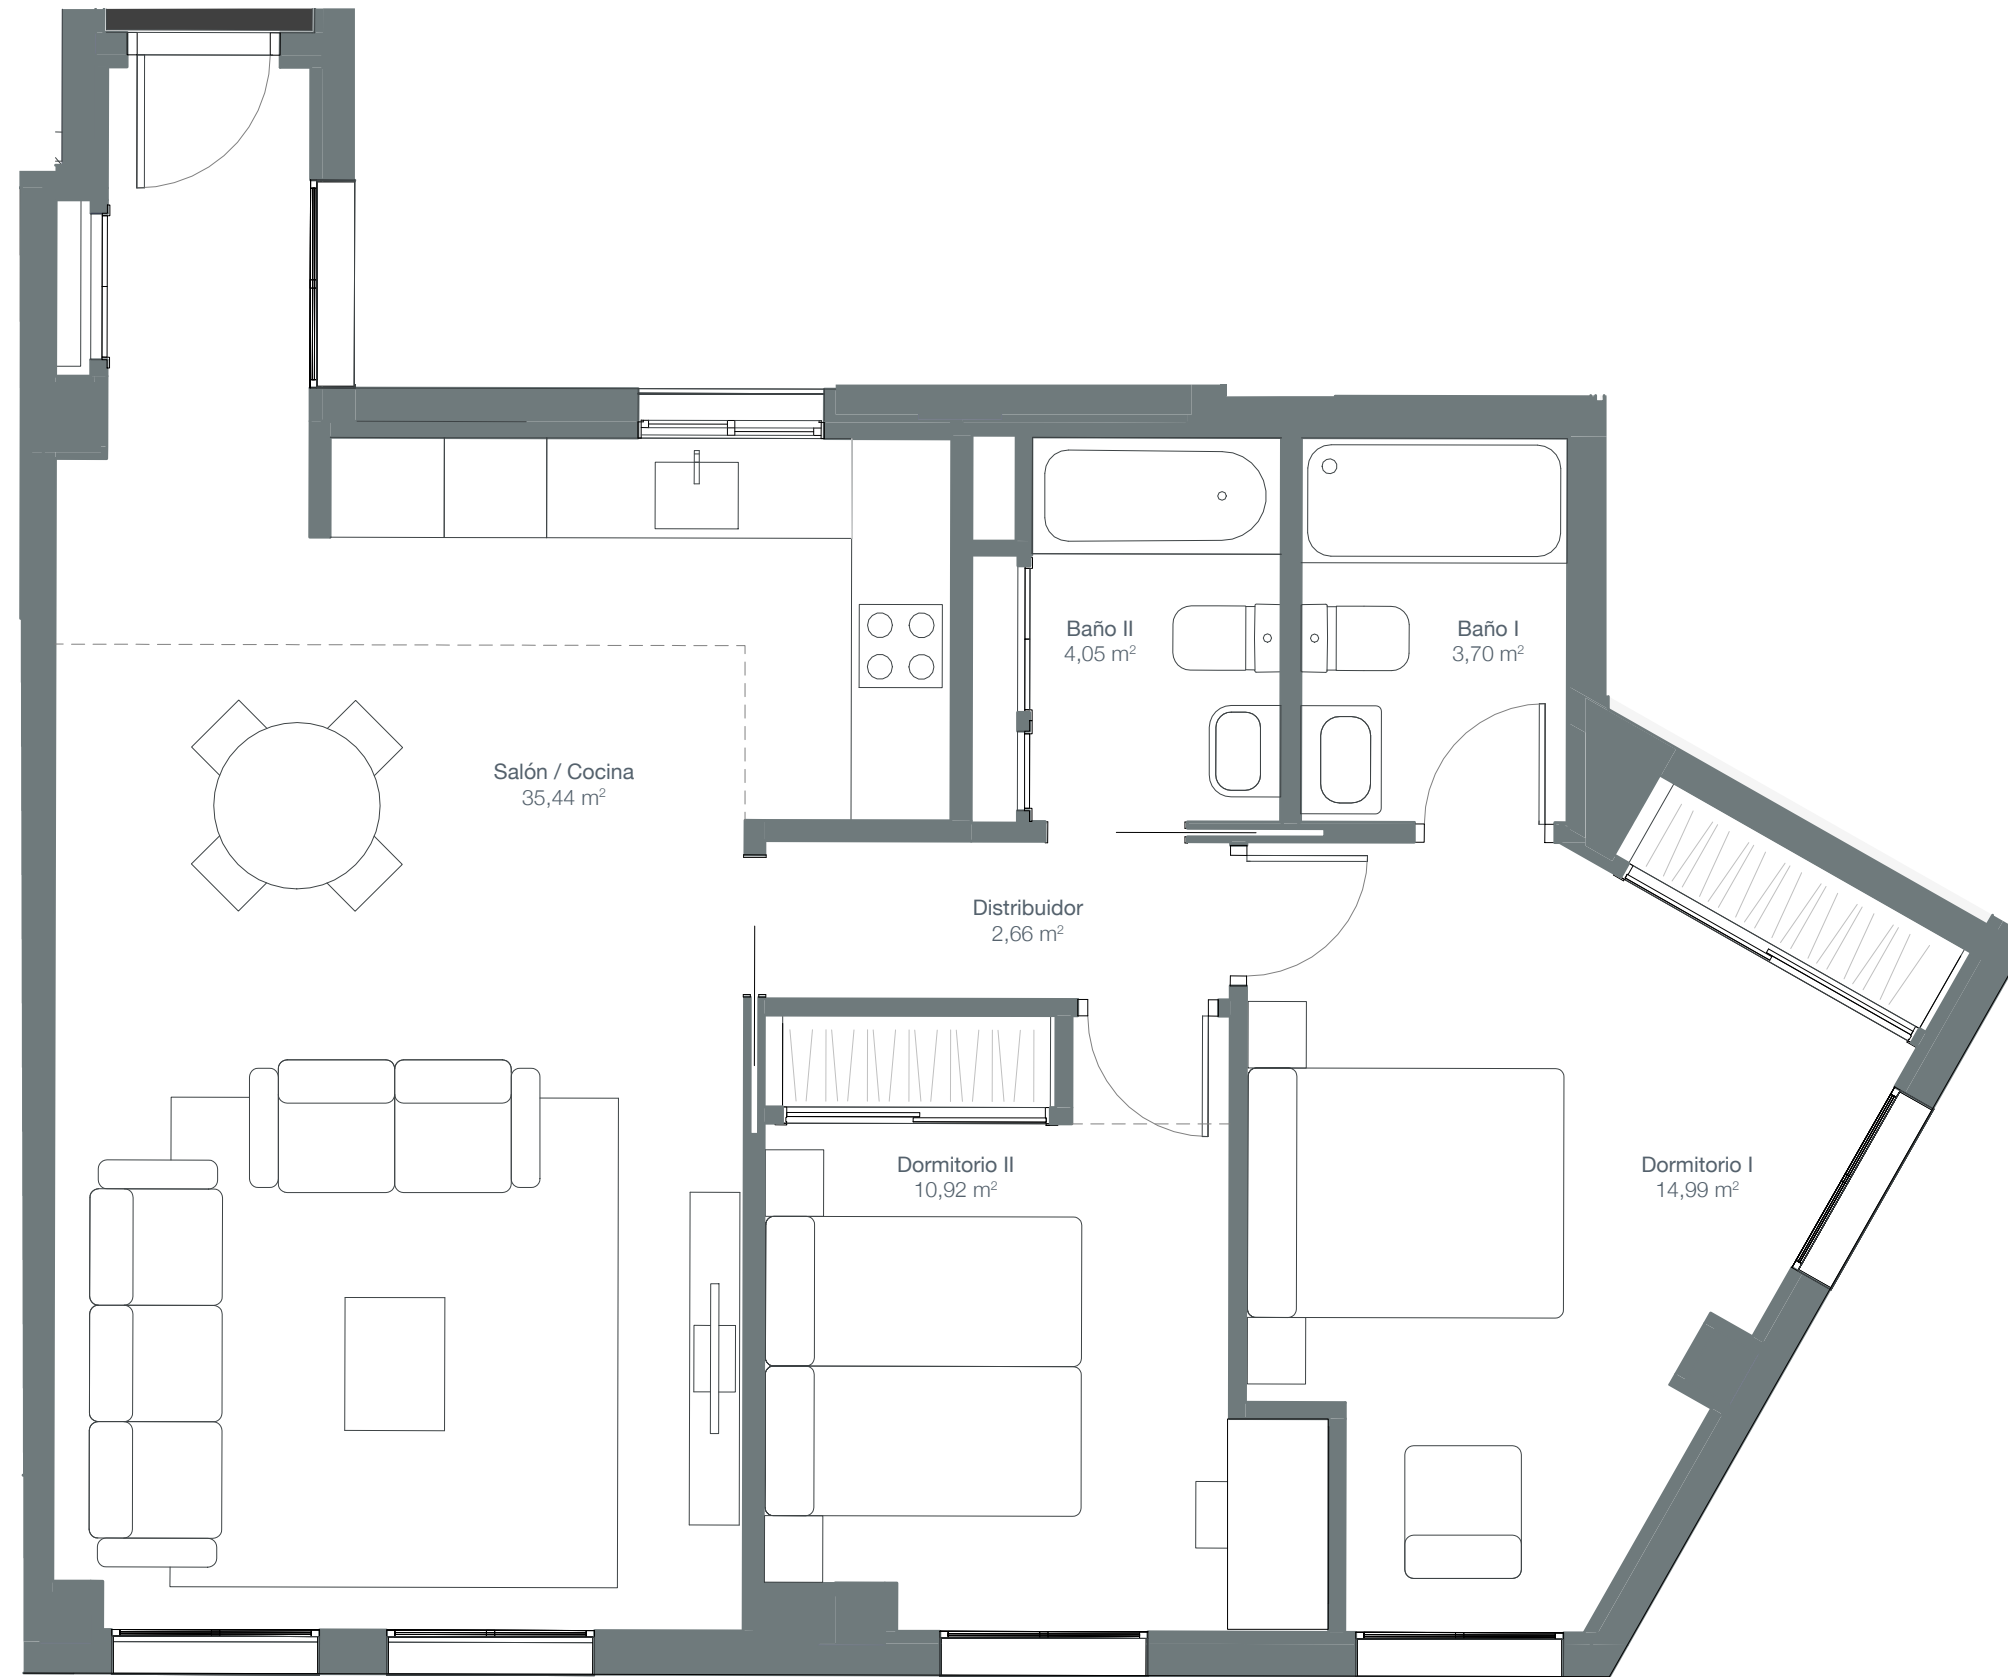 Baño II
4,05 m²
Baño I
3,70 m²
Salón / Cocina
35,44 m²
Distribuidor
2,66 m²
Dormitorio II
10,92 m²
Dormitorio I
14,99 m²